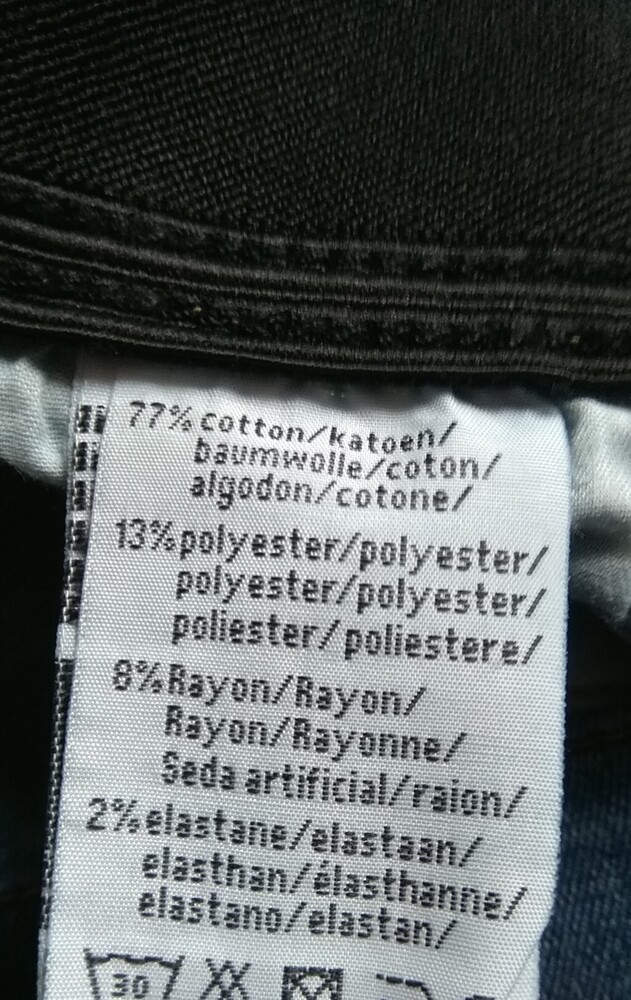 77% cotton/katoen/
baumwolle/coton/
algodon/cotone/
13%polyester/polyester/
polyester/polyester/
poliester/poliestere/
8%Rayon/Rayon/
Rayon/Rayonne/
Seda artificial/raion/
2%elastane/elastaan/
elasthan/élasthanne/
elastano/elastan/
30